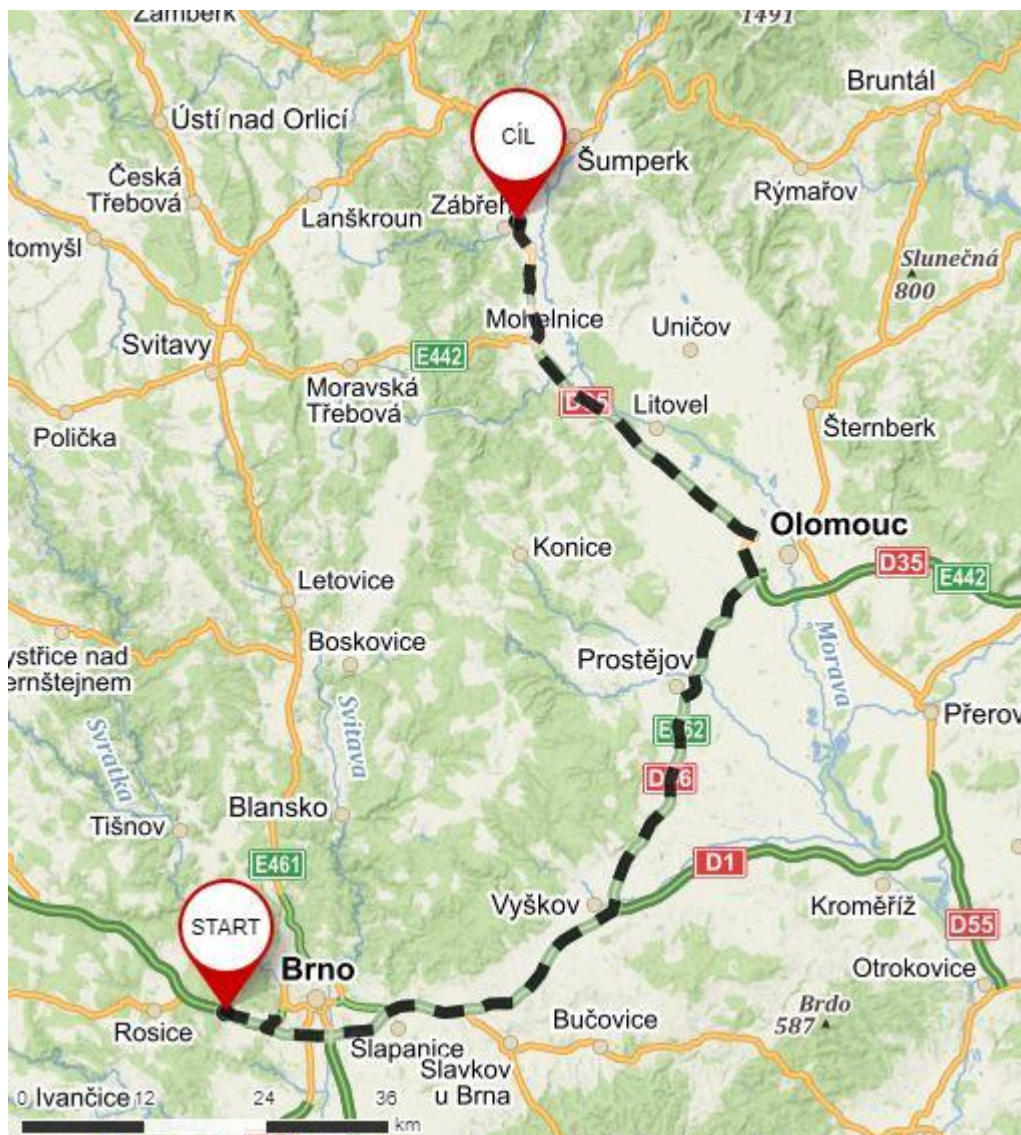 Žamberk
1491
Bruntál
CÍL
Ústí nad Orlicí
Šumperk
Česká
Třebová
Rýmařov
Lanškroun
Zábřeh
tomyšl
Slunečná
800
Mohelnice
Uničov
Svitavy
E442
Moravská
Třebová
Litovel
Polička
Šternberk
Olomouc
Konice
D35
E442
Letovice
Boskovice
Morava
ystřice nad
ernštejnem
Prostějov
Svratka
Svitava
Přerov
Blansko
Tišnov
E461
D1
Vyškov
Kroměříž
START
D55
Brno
Otrokovice
Rosice
Brdo
587
Bučovice
Šlapanice
Slavkov
u Brna
Ivančice
0 12 24 36
km